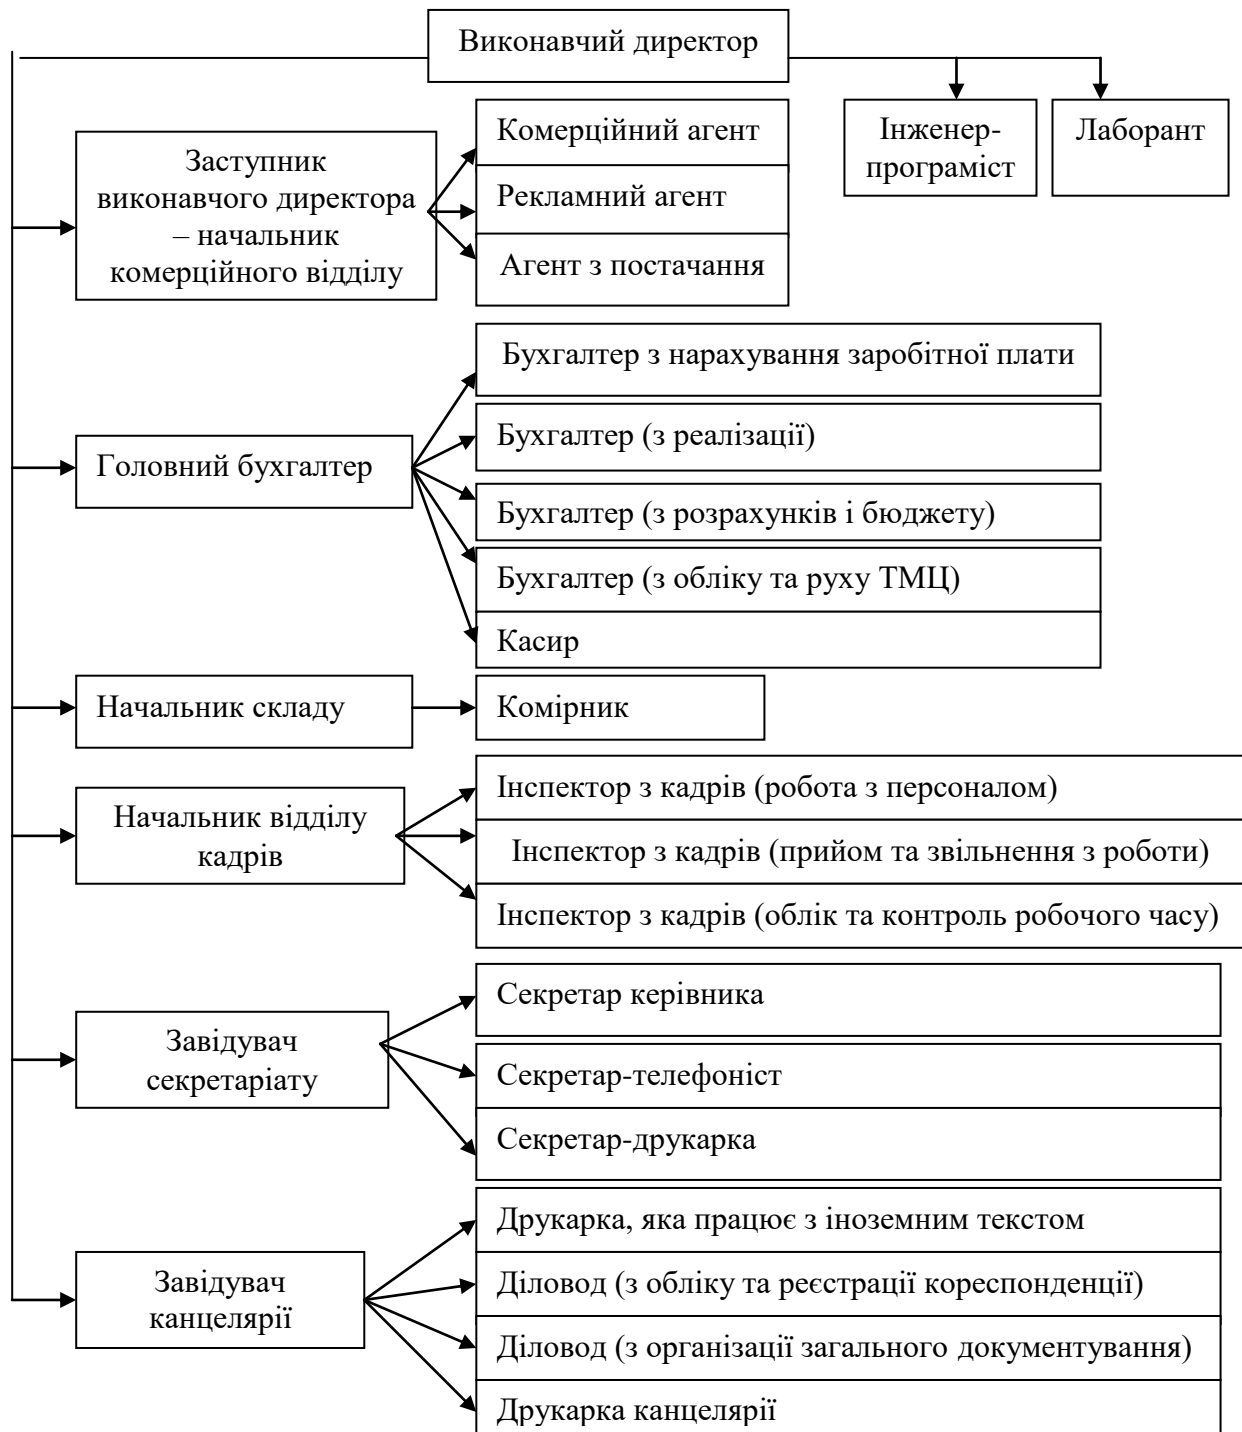 Виконавчий директор
Інженер-
програміст
Лаборант
Заступник
виконавчого директора
– начальник
комерційного відділу
Комерційний агент
Рекламний агент
Агент з постачання
Головний бухгалтер
Бухгалтер з нарахування заробітної плати
Бухгалтер (з реалізації)
Бухгалтер (з розрахунків і бюджету)
Бухгалтер (з обліку та руху ТМЦ)
Касир
Начальник складу
Комірник
Начальник відділу
кадрів
Інспектор з кадрів (робота з персоналом)
Інспектор з кадрів (прийом та звільнення з роботи)
Інспектор з кадрів (облік та контроль робочого часу)
Завідувач
секретаріату
Секретар керівника
Секретар-телефоніст
Секретар-друкарка
Завідувач
канцелярії
Друкарка, яка працює з іноземним текстом
Діловод (з обліку та реєстрації кореспонденції)
Діловод (з організації загального документування)
Друкарка канцелярії